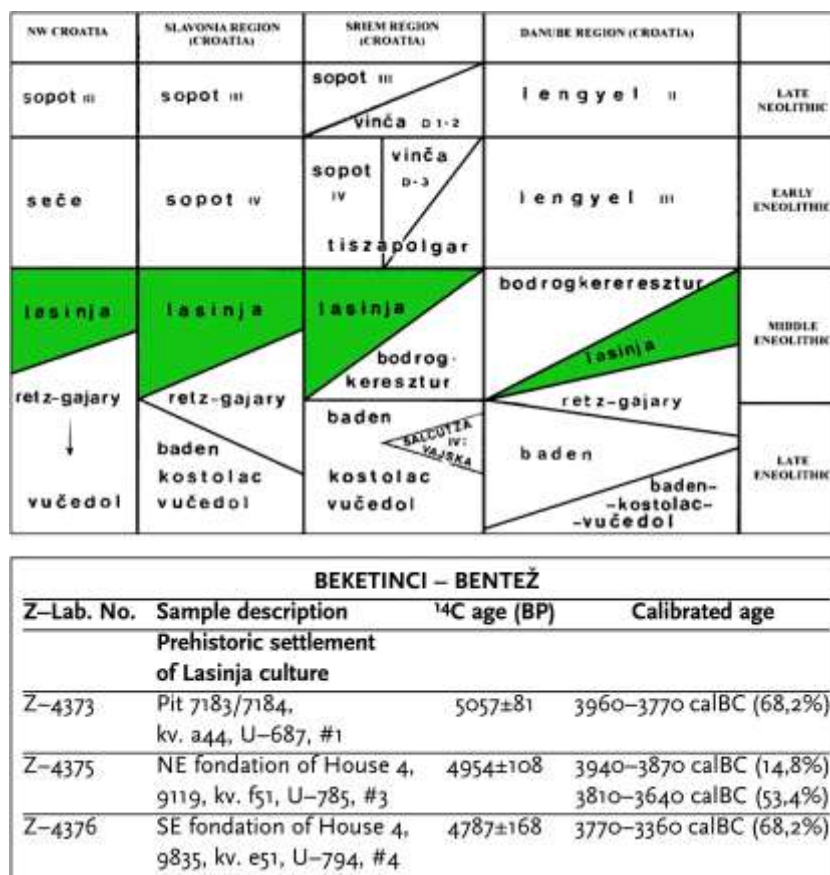 NW CROATIA
SLAVONIA REGION
(CROATIA)
SRIEM REGION
(CROATIA)
DANUBE REGION (CROATIA)
sopot III
sopot III
sopot III
vinča D 1-2
lengyel II
LATE
NEOLITHIC
seče
sopot IV
sopot
IV
vinča
D-3
tiszapolgar
lengyel III
EARLY
ENEOLITHIC
lasinja
lasinja
lasinja
bodrog-
keresztur
bodrogkereresztur
lasinja
MIDDLE
ENEOLITHIC
retz-gajary
vučedol
retz-gajary
baden
kostolac
vučedol
baden
SALCUTZA
IV:
VAJSKA
kostolac
vučedol
retz-gajary
baden
baden-
-kostolac-
-vučedol
LATE
ENEOLITHIC
BEKETINCI – BENTEŽ
Z–Lab. No. Sample description ¹⁴C age (BP) Calibrated age
Prehistoric settlement
of Lasinja culture
Z–4373 Pit 7183/7184, 5057±81 3960–3770 calBC (68,2%)
kv. a44, U–687, #1
Z–4375 NE fondation of House 4, 4954±108 3940–3870 calBC (14,8%)
9119, kv. f51, U–785, #3 3810–3640 calBC (53,4%)
Z–4376 SE fondation of House 4, 4787±168 3770–3360 calBC (68,2%)
9835, kv. e51, U–794, #4